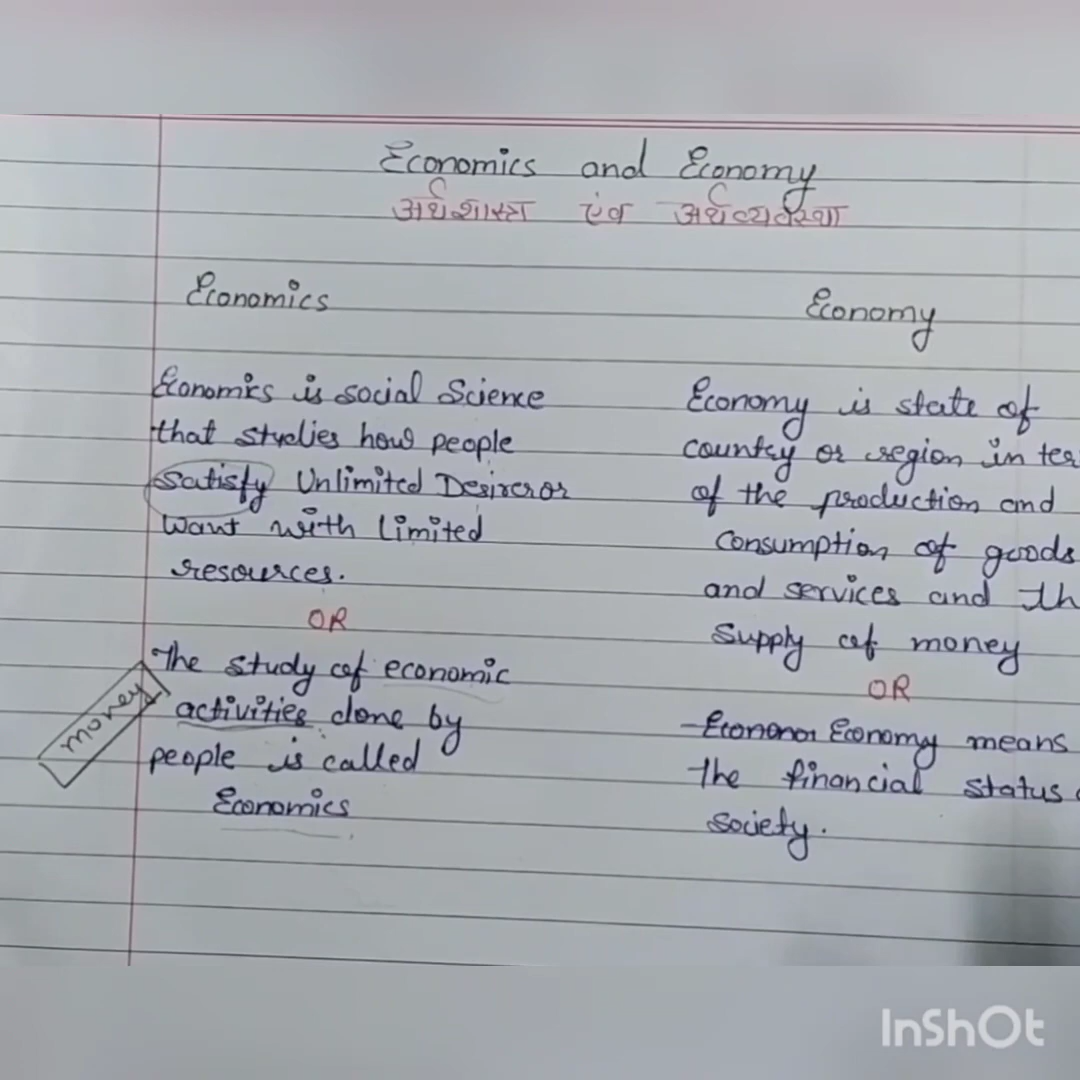 Economics and Economy
अर्थशास्त्र एंव अर्थव्यवस्था
Economics
Economics is social Science
that studies how people
satisfy Unlimited Desire or
want with limited
resources.
OR
The study of economic
activities done by
people is called
Economics
money
Economy
Economy is state of
country or region in ter
of the production and
consumption of goods
and services and th
supply of money
OR
Economy means
the financial status
society.
InShOt